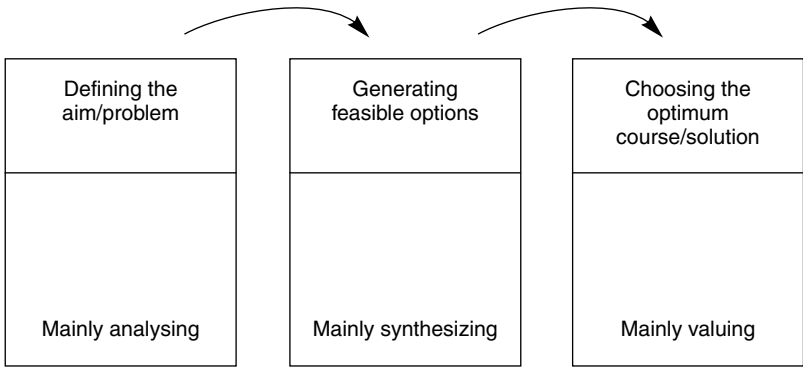 Defining the
aim/problem
Generating
feasible options
Choosing the
optimum
course/solution
Mainly analysing
Mainly synthesizing
Mainly valuing